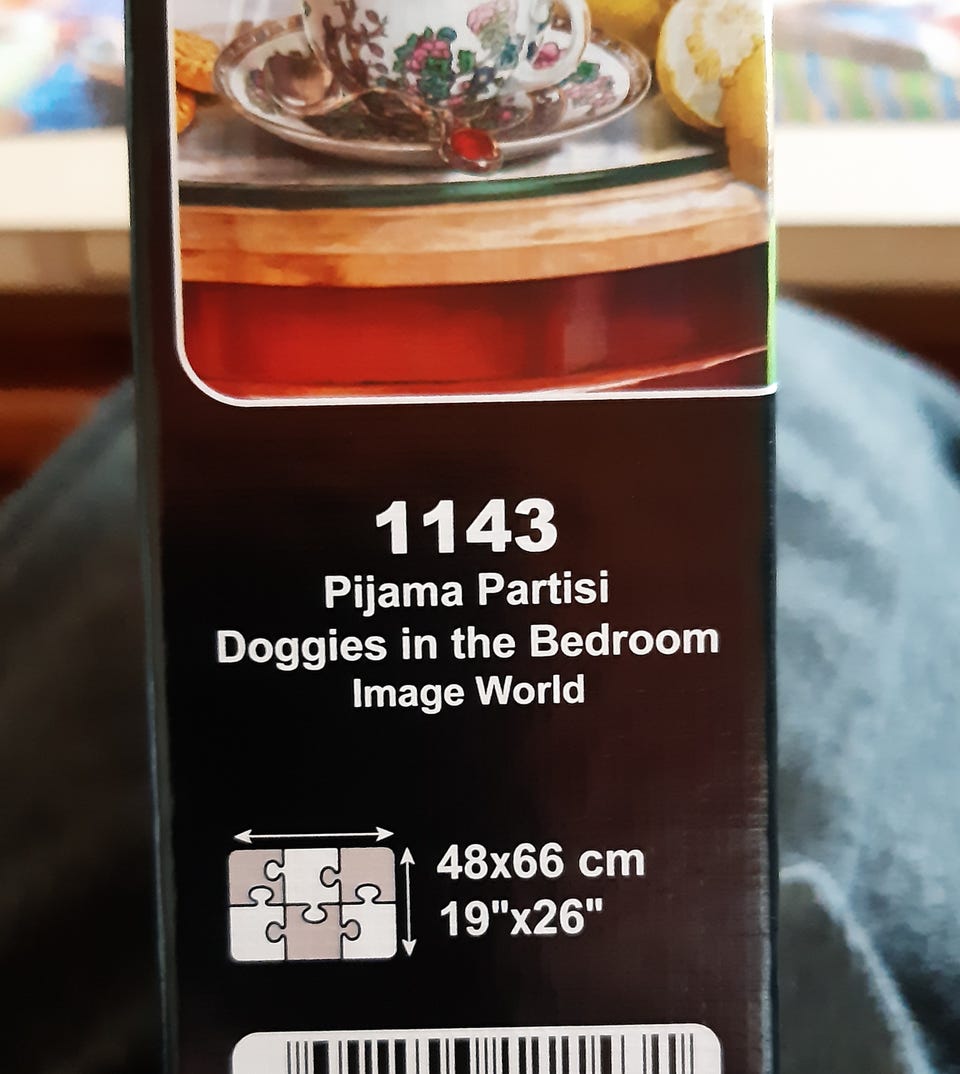 1143
Pijama Partisi
Doggies in the Bedroom
Image World
48x66 cm
19"x26"